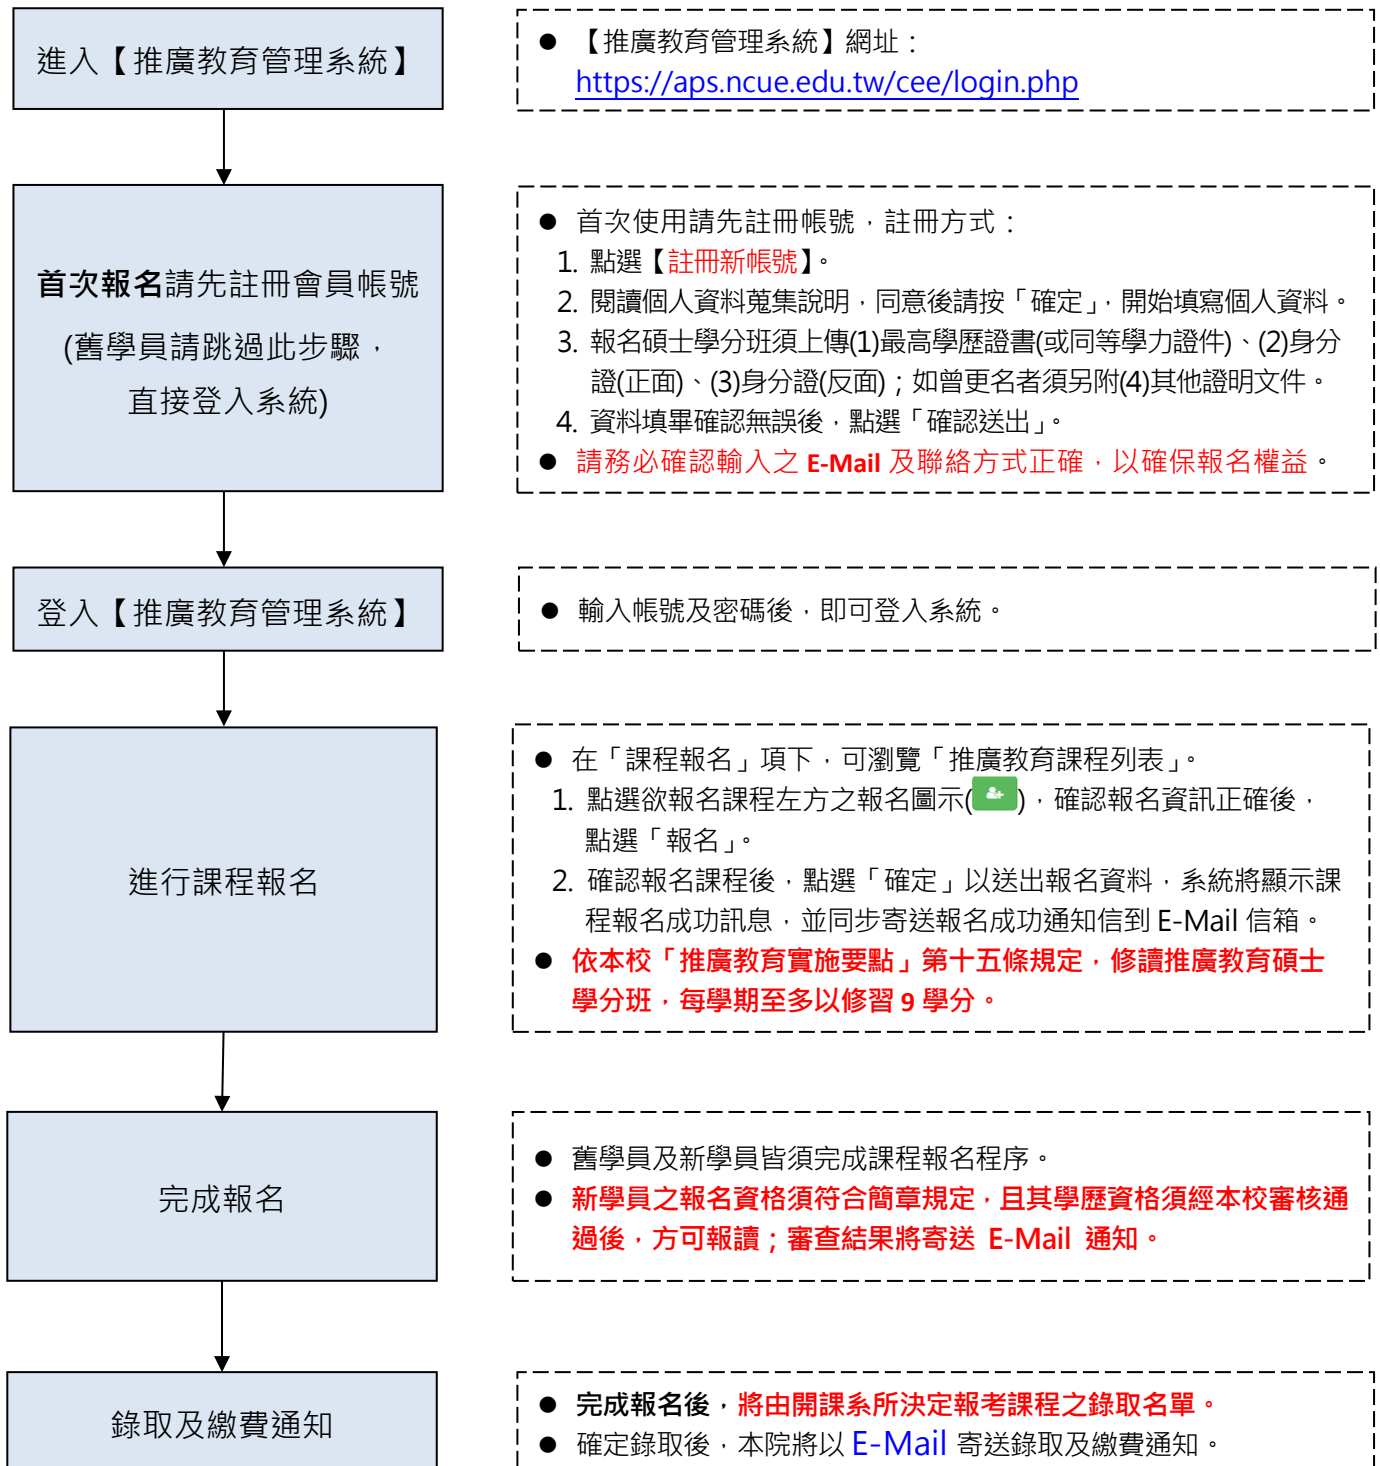 進入【推廣教育管理系統】
● 【推廣教育管理系統】網址：
https://aps.ncue.edu.tw/cee/login.php
首次報名請先註冊會員帳號
(舊學員請跳過此步驟，
直接登入系統)
● 首次使用請先註冊帳號，註冊方式：
1. 點選【註冊新帳號】。
2. 閱讀個人資料蒐集說明，同意後請按「確定」，開始填寫個人資料。
3. 報名碩士學分班須上傳(1)最高學歷證書(或同等學力證件)、(2)身分
證(正面)、(3)身分證(反面)；如曾更名者須另附(4)其他證明文件。
4. 資料填畢確認無誤後，點選「確認送出」。
● 請務必確認輸入之 E-Mail 及聯絡方式正確，以確保報名權益。
登入【推廣教育管理系統】
● 輸入帳號及密碼後，即可登入系統。
進行課程報名
● 在「課程報名」項下，可瀏覽「推廣教育課程列表」。
1. 點選欲報名課程左方之報名圖示( )，確認報名資訊正確後，
點選「報名」。
2. 確認報名課程後，點選「確定」以送出報名資料，系統將顯示課
程報名成功訊息，並同步寄送報名成功通知信到 E-Mail 信箱。
● 依本校「推廣教育實施要點」第十五條規定，修讀推廣教育碩士
學分班，每學期至多以修習 9 學分。
完成報名
● 舊學員及新學員皆須完成課程報名程序。
● 新學員之報名資格須符合簡章規定，且其學歷資格須經本校審核通
過後，方可報讀；審查結果將寄送 E-Mail 通知。
錄取及繳費通知
● 完成報名後，將由開課系所決定報考課程之錄取名單。
● 確定錄取後，本院將以 E-Mail 寄送錄取及繳費通知。